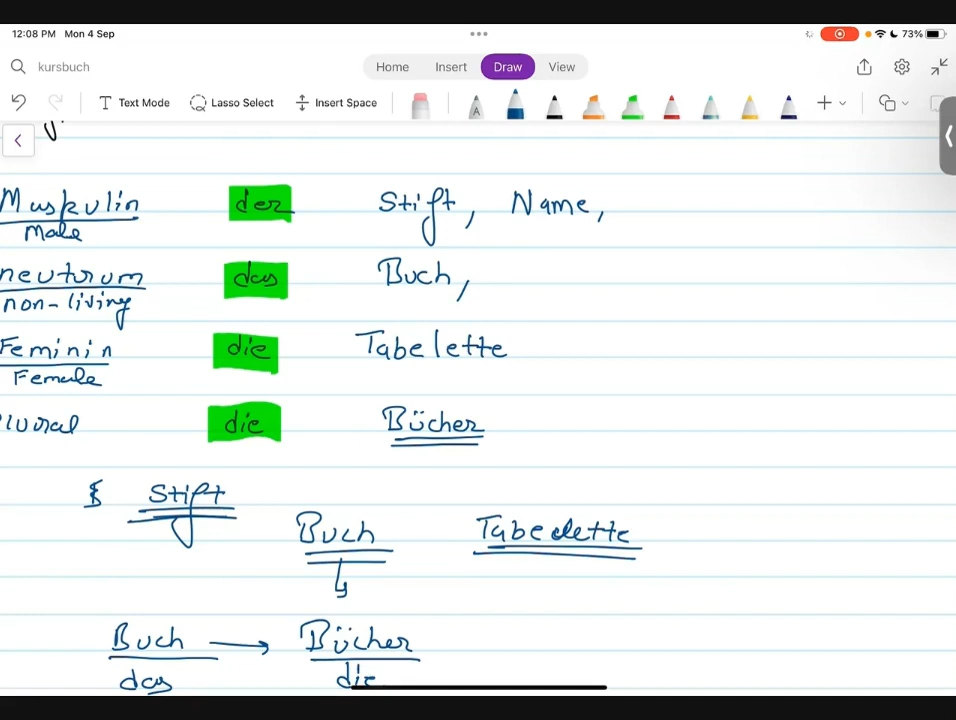 12:08 PM Mon 4 Sep
73%
kursbuch
Home Insert Draw View
Text Mode Lasso Select Insert Space
Muskulin der Stift, Name,
Male
neutrum das Buch,
non-living
Feminin die Tabelette
Female
plural die Bücher
Stift
Buch Tabelette
Buch → Bücher
das die